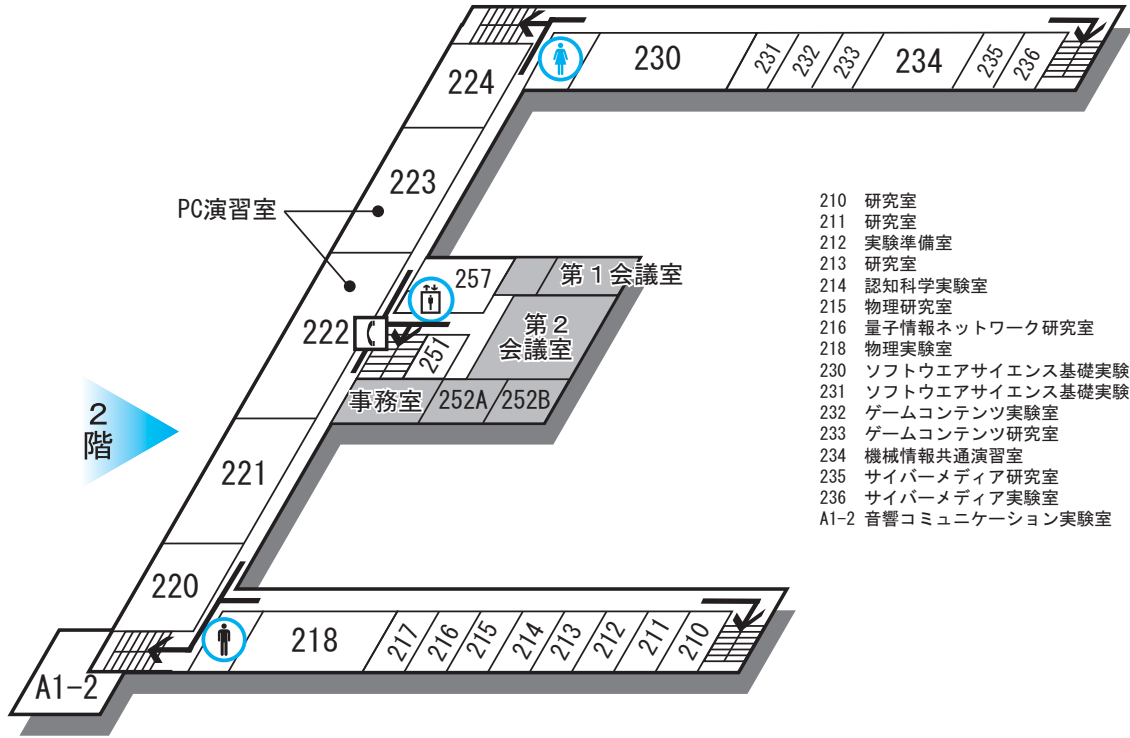 230
231
232
233
234
235
236
224
223
PC演習室
257
第１会議室
第２
会議室
222
251
事務室
252A
252B
2
階
221
220
218
217
216
215
214
213
212
211
210
A1-2
210 研究室
211 研究室
212 実験準備室
213 研究室
214 認知科学実験室
215 物理研究室
216 量子情報ネットワーク研究室
218 物理実験室
230 ソフトウエアサイエンス基礎実験
231 ソフトウエアサイエンス基礎実験
232 ゲームコンテンツ実験室
233 ゲームコンテンツ研究室
234 機械情報共通演習室
235 サイバーメディア研究室
236 サイバーメディア実験室
A1-2 音響コミュニケーション実験室